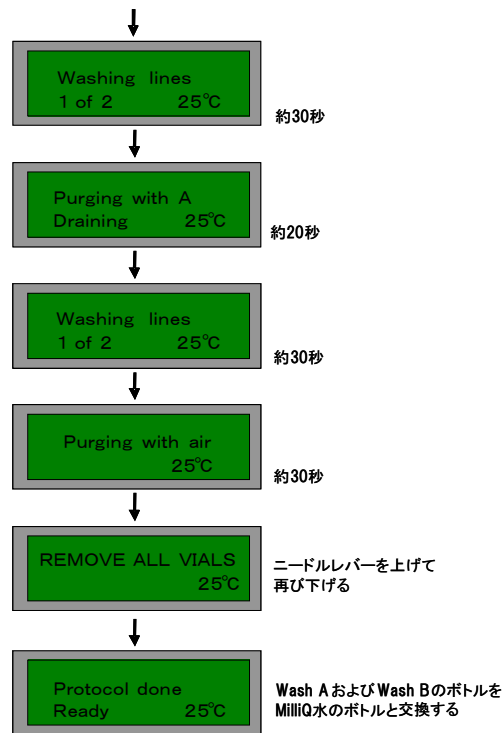 Washing lines
1 of 2 25℃
約30秒
Purging with A
Draining 25℃
約20秒
Washing lines
1 of 2 25℃
約30秒
Purging with air
25℃
約30秒
REMOVE ALL VIALS
25℃
ニードルレバーを上げて
再び下げる
Protocol done
Ready 25℃
Wash AおよびWash Bのボトルを
MilliQ水のボトルと交換する